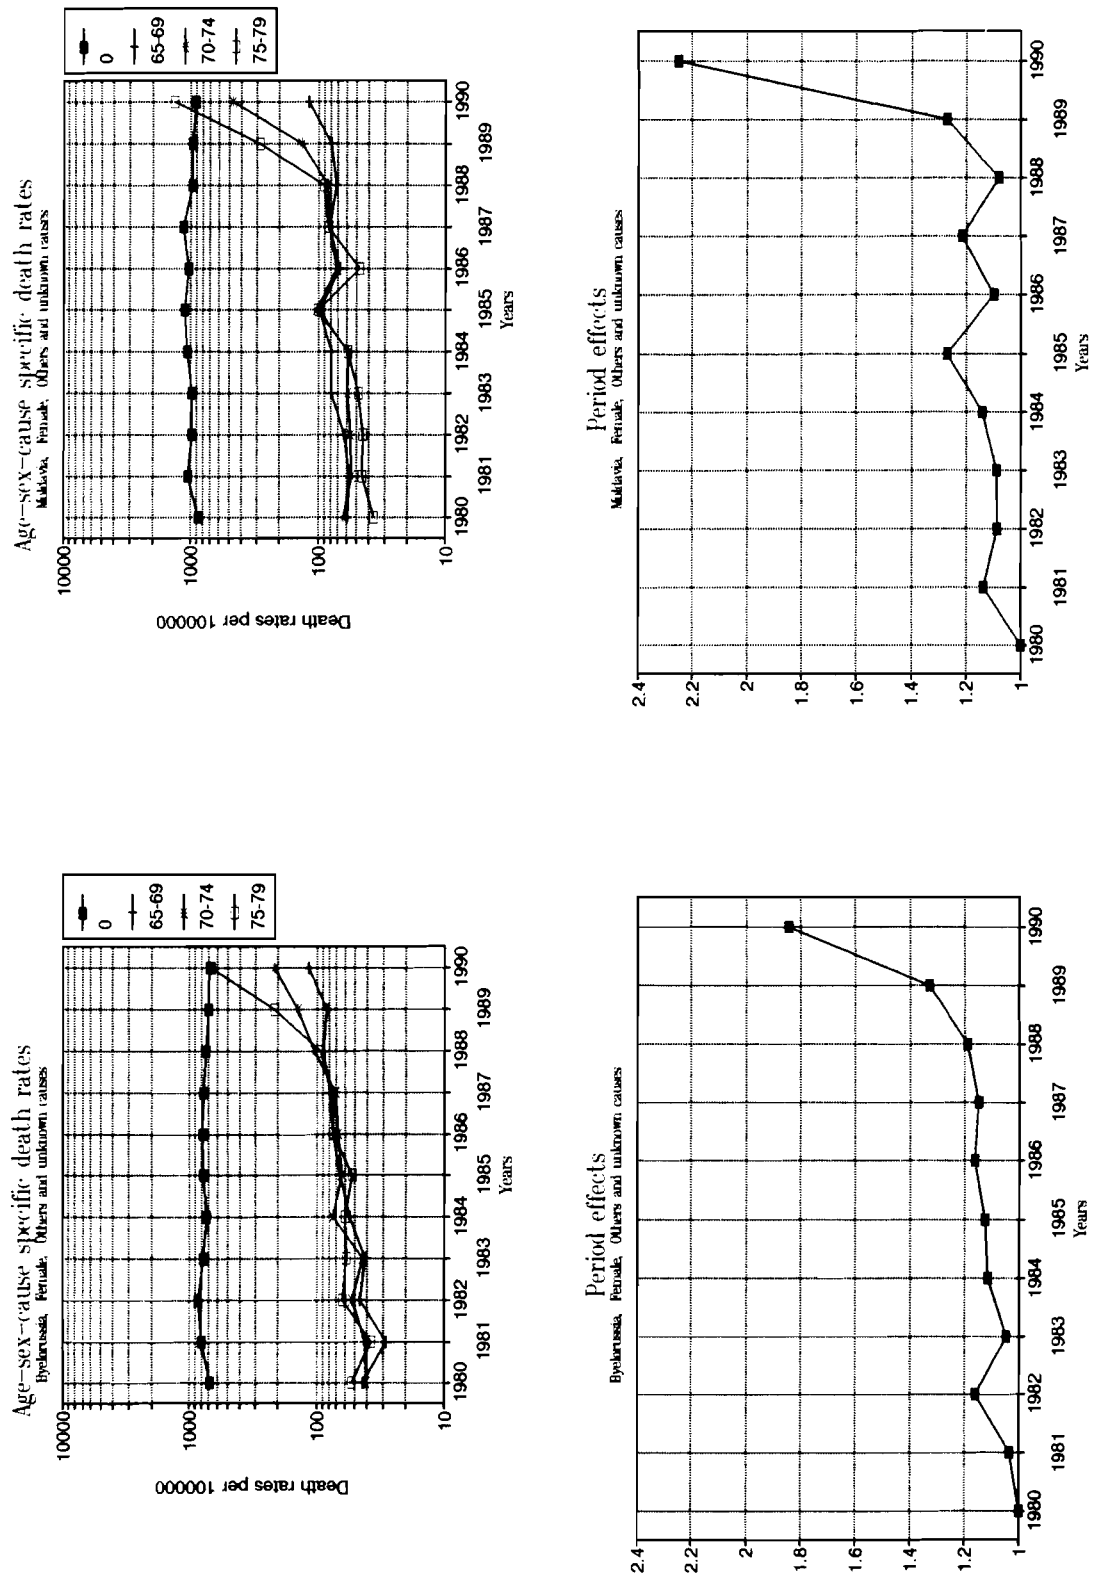 Age-sex-cause specific death rates
Byelorussia, Female, Others and unknown causes
Death rates per 100000
10000
1000
100
10
1980 1981 1982 1983 1984 1985 1986 1987 1988 1989 1990
Years
0
65-69
70-74
75-79
Age-sex-cause specific death rates
Moldavia, Female, Others and unknown causes
Death rates per 100000
10000
1000
100
10
1980 1981 1982 1983 1984 1985 1986 1987 1988 1989 1990
Years
0
65-69
70-74
75-79
Period effects
Byelorussia, Female, Others and unknown causes
2.4
2.2
2
1.8
1.6
1.4
1.2
1
1980 1981 1982 1983 1984 1985 1986 1987 1988 1989 1990
Years
Period effects
Moldavia, Female, Others and unknown causes
2.4
2.2
2
1.8
1.6
1.4
1.2
1
1980 1981 1982 1983 1984 1985 1986 1987 1988 1989 1990
Years